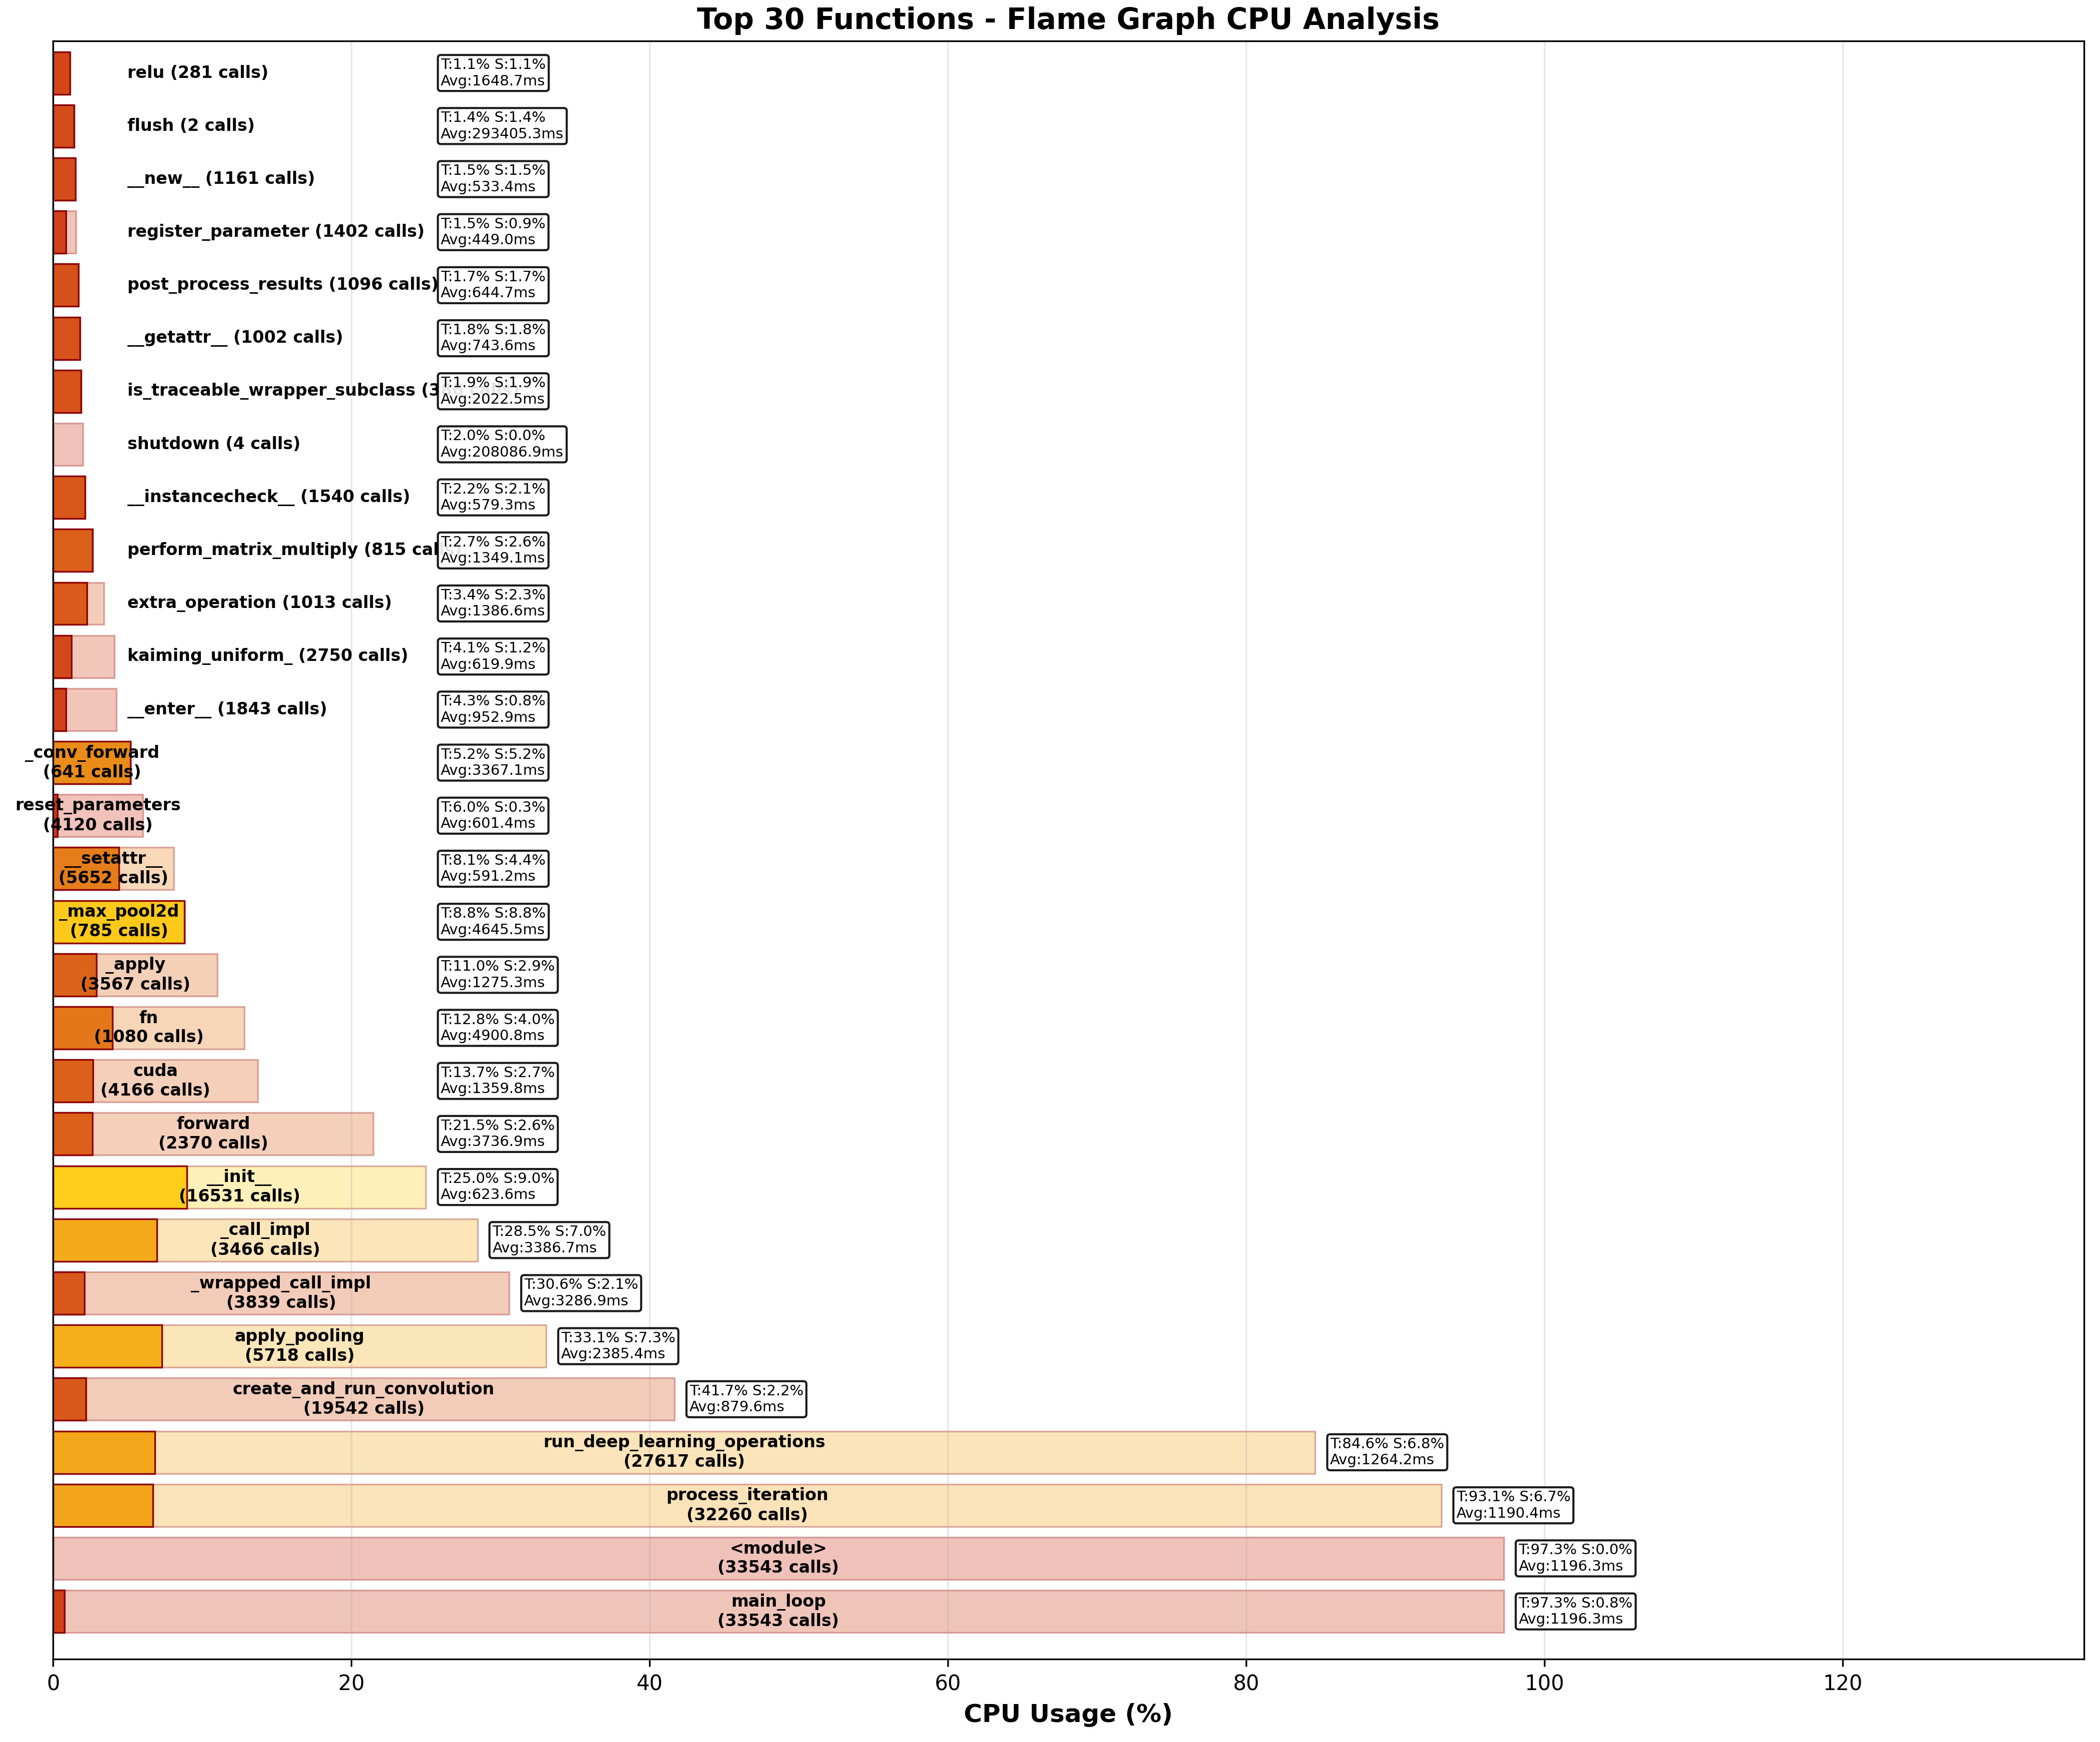 Top 30 Functions - Flame Graph CPU Analysis
relu (281 calls)
T:1.1% S:1.1%
Avg:1648.7ms
flush (2 calls)
T:1.4% S:1.4%
Avg:293405.3ms
__new__ (1161 calls)
T:1.5% S:1.5%
Avg:533.4ms
register_parameter (1402 calls)
T:1.5% S:0.9%
Avg:449.0ms
post_process_results (1096 calls)
T:1.7% S:1.7%
Avg:644.7ms
__getattr__ (1002 calls)
T:1.8% S:1.8%
Avg:743.6ms
is_traceable_wrapper_subclass
T:1.9% S:1.9%
Avg:2022.5ms
shutdown (4 calls)
T:2.0% S:0.0%
Avg:208086.9ms
__instancecheck__ (1540 calls)
T:2.2% S:2.1%
Avg:579.3ms
perform_matrix_multiply (815 calls)
T:2.7% S:2.6%
Avg:1349.1ms
extra_operation (1013 calls)
T:3.4% S:2.3%
Avg:1386.6ms
kaiming_uniform_ (2750 calls)
T:4.1% S:1.2%
Avg:619.9ms
__enter__ (1843 calls)
T:4.3% S:0.8%
Avg:952.9ms
_conv_forward
(641 calls)
T:5.2% S:5.2%
Avg:3367.1ms
reset_parameters
(4120 calls)
T:6.0% S:0.3%
Avg:601.4ms
__setattr__
(5652 calls)
T:8.1% S:4.4%
Avg:591.2ms
_max_pool2d
(785 calls)
T:8.8% S:8.8%
Avg:4645.5ms
_apply
(3567 calls)
T:11.0% S:2.9%
Avg:1275.3ms
fn
(1080 calls)
T:12.8% S:4.0%
Avg:4900.8ms
cuda
(4166 calls)
T:13.7% S:2.7%
Avg:1359.8ms
forward
(2370 calls)
T:21.5% S:2.6%
Avg:3736.9ms
__init__
(16531 calls)
T:25.0% S:9.0%
Avg:623.6ms
_call_impl
(3466 calls)
T:28.5% S:7.0%
Avg:3386.7ms
_wrapped_call_impl
(3839 calls)
T:30.6% S:2.1%
Avg:3286.9ms
apply_pooling
(5718 calls)
T:33.1% S:7.3%
Avg:2385.4ms
create_and_run_convolution
(19542 calls)
T:41.7% S:2.2%
Avg:879.6ms
run_deep_learning_operations
(27617 calls)
T:84.6% S:6.8%
Avg:1264.2ms
process_iteration
(32260 calls)
T:93.1% S:6.7%
Avg:1190.4ms
<module>
(33543 calls)
T:97.3% S:0.0%
Avg:1196.3ms
main_loop
(33543 calls)
T:97.3% S:0.8%
Avg:1196.3ms
0 20 40 60 80 100 120
CPU Usage (%)